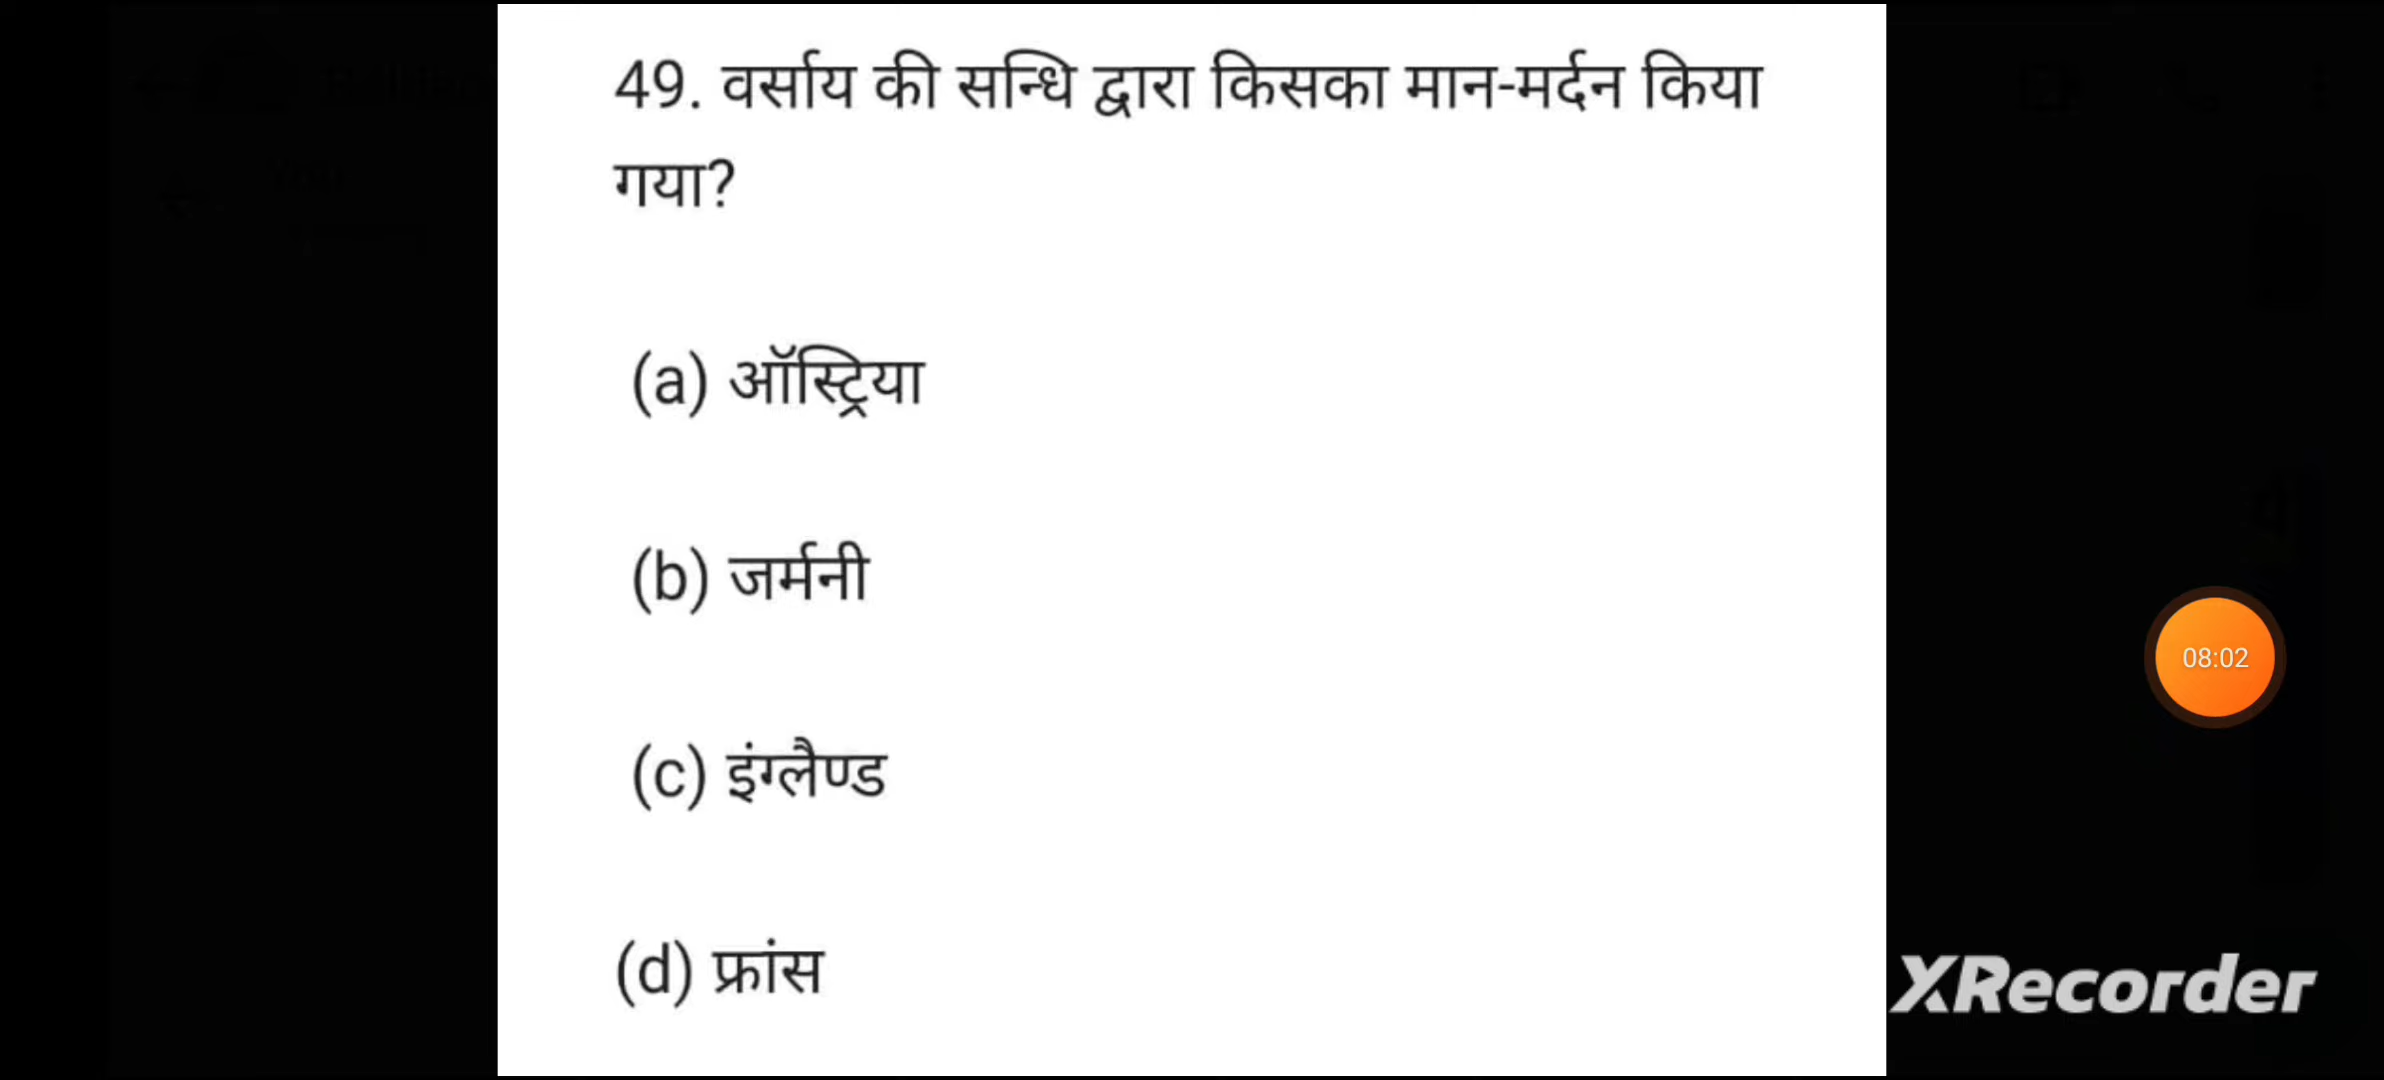 49. वर्साय की सन्धि द्वारा किसका मान-मर्दन किया
गया?
(a) ऑस्ट्रिया
(b) जर्मनी
(c) इंग्लैण्ड
(d) फ्रांस
08:02
XRecorder